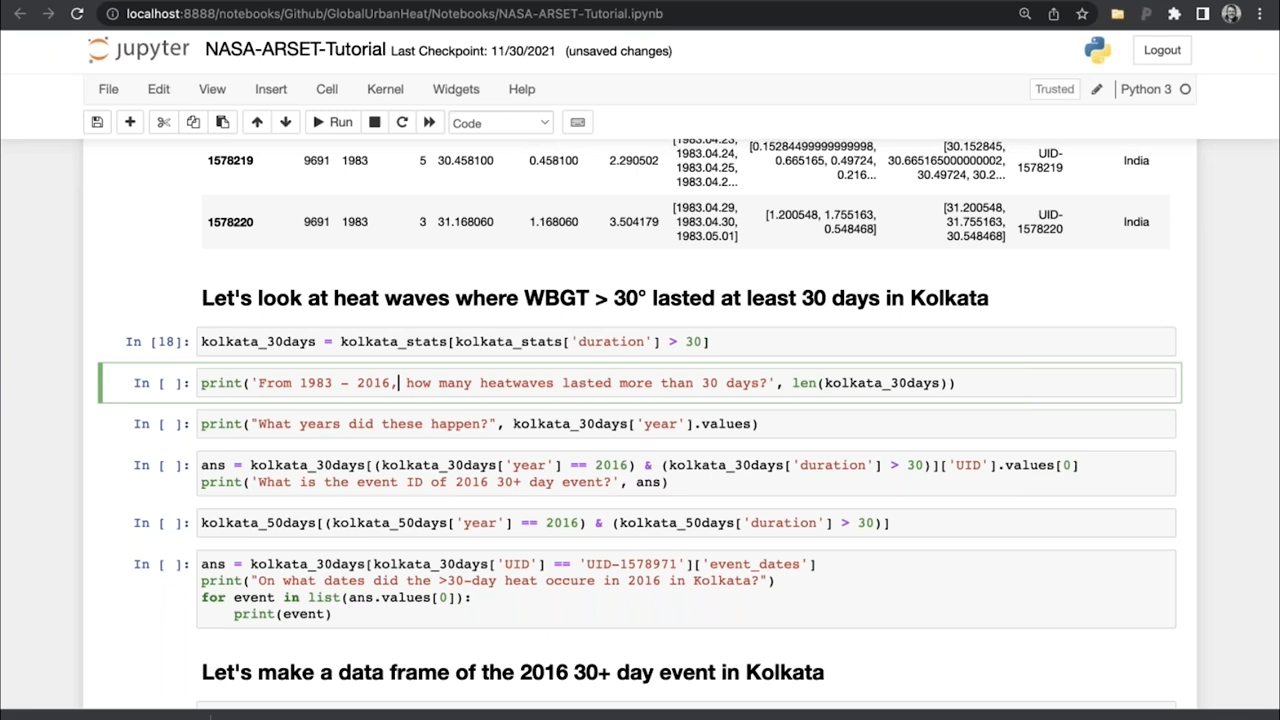 localhost:8888/notebooks/Github/GlobalUrbanHeat/Notebooks/NASA-ARSET-Tutorial.ipynb
jupyter NASA-ARSET-Tutorial Last Checkpoint: 11/30/2021 (unsaved changes) Logout
File Edit View Insert Cell Kernel Widgets Help Trusted Python 3
Run Code
1578219 9691 1983 5 30.458100 0.458100 2.290502 [1983.04.23, 1983.04.24, 1983.04.25, 1983.04.2... [0.15284499999999998, 0.665165, 0.49724, 0.216... [30.152845, 30.665165000000002, 30.49724, 30.2... UID-1578219 India
1578220 9691 1983 3 31.168060 1.168060 3.504179 [1983.04.29, 1983.04.30, 1983.05.01] [1.200548, 1.755163, 0.548468] [31.200548, 31.755163, 30.548468] UID-1578220 India
Let's look at heat waves where WBGT > 30° lasted at least 30 days in Kolkata
In [18]: kolkata_30days = kolkata_stats[kolkata_stats['duration'] > 30]
In [ ]: print('From 1983 - 2016, how many heatwaves lasted more than 30 days?', len(kolkata_30days))
In [ ]: print("What years did these happen?", kolkata_30days['year'].values)
In [ ]: ans = kolkata_30days[(kolkata_30days['year'] == 2016) & (kolkata_30days['duration'] > 30)]['UID'].values[0]
print('What is the event ID of 2016 30+ day event?', ans)
In [ ]: kolkata_50days[(kolkata_50days['year'] == 2016) & (kolkata_50days['duration'] > 30)]
In [ ]: ans = kolkata_30days[kolkata_30days['UID'] == 'UID-1578971']['event_dates']
print("On what dates did the >30-day heat occure in 2016 in Kolkata?")
for event in list(ans.values[0]):
    print(event)
Let's make a data frame of the 2016 30+ day event in Kolkata